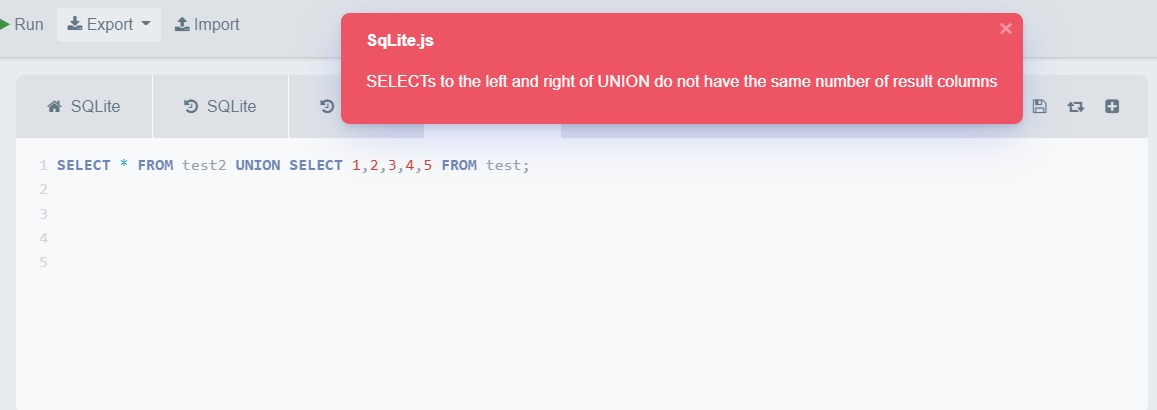 Run Export Import
SqLite.js
×
SELECTs to the left and right of UNION do not have the same number of result columns
SQLite SQLite
1 SELECT * FROM test2 UNION SELECT 1,2,3,4,5 FROM test;
2
3
4
5